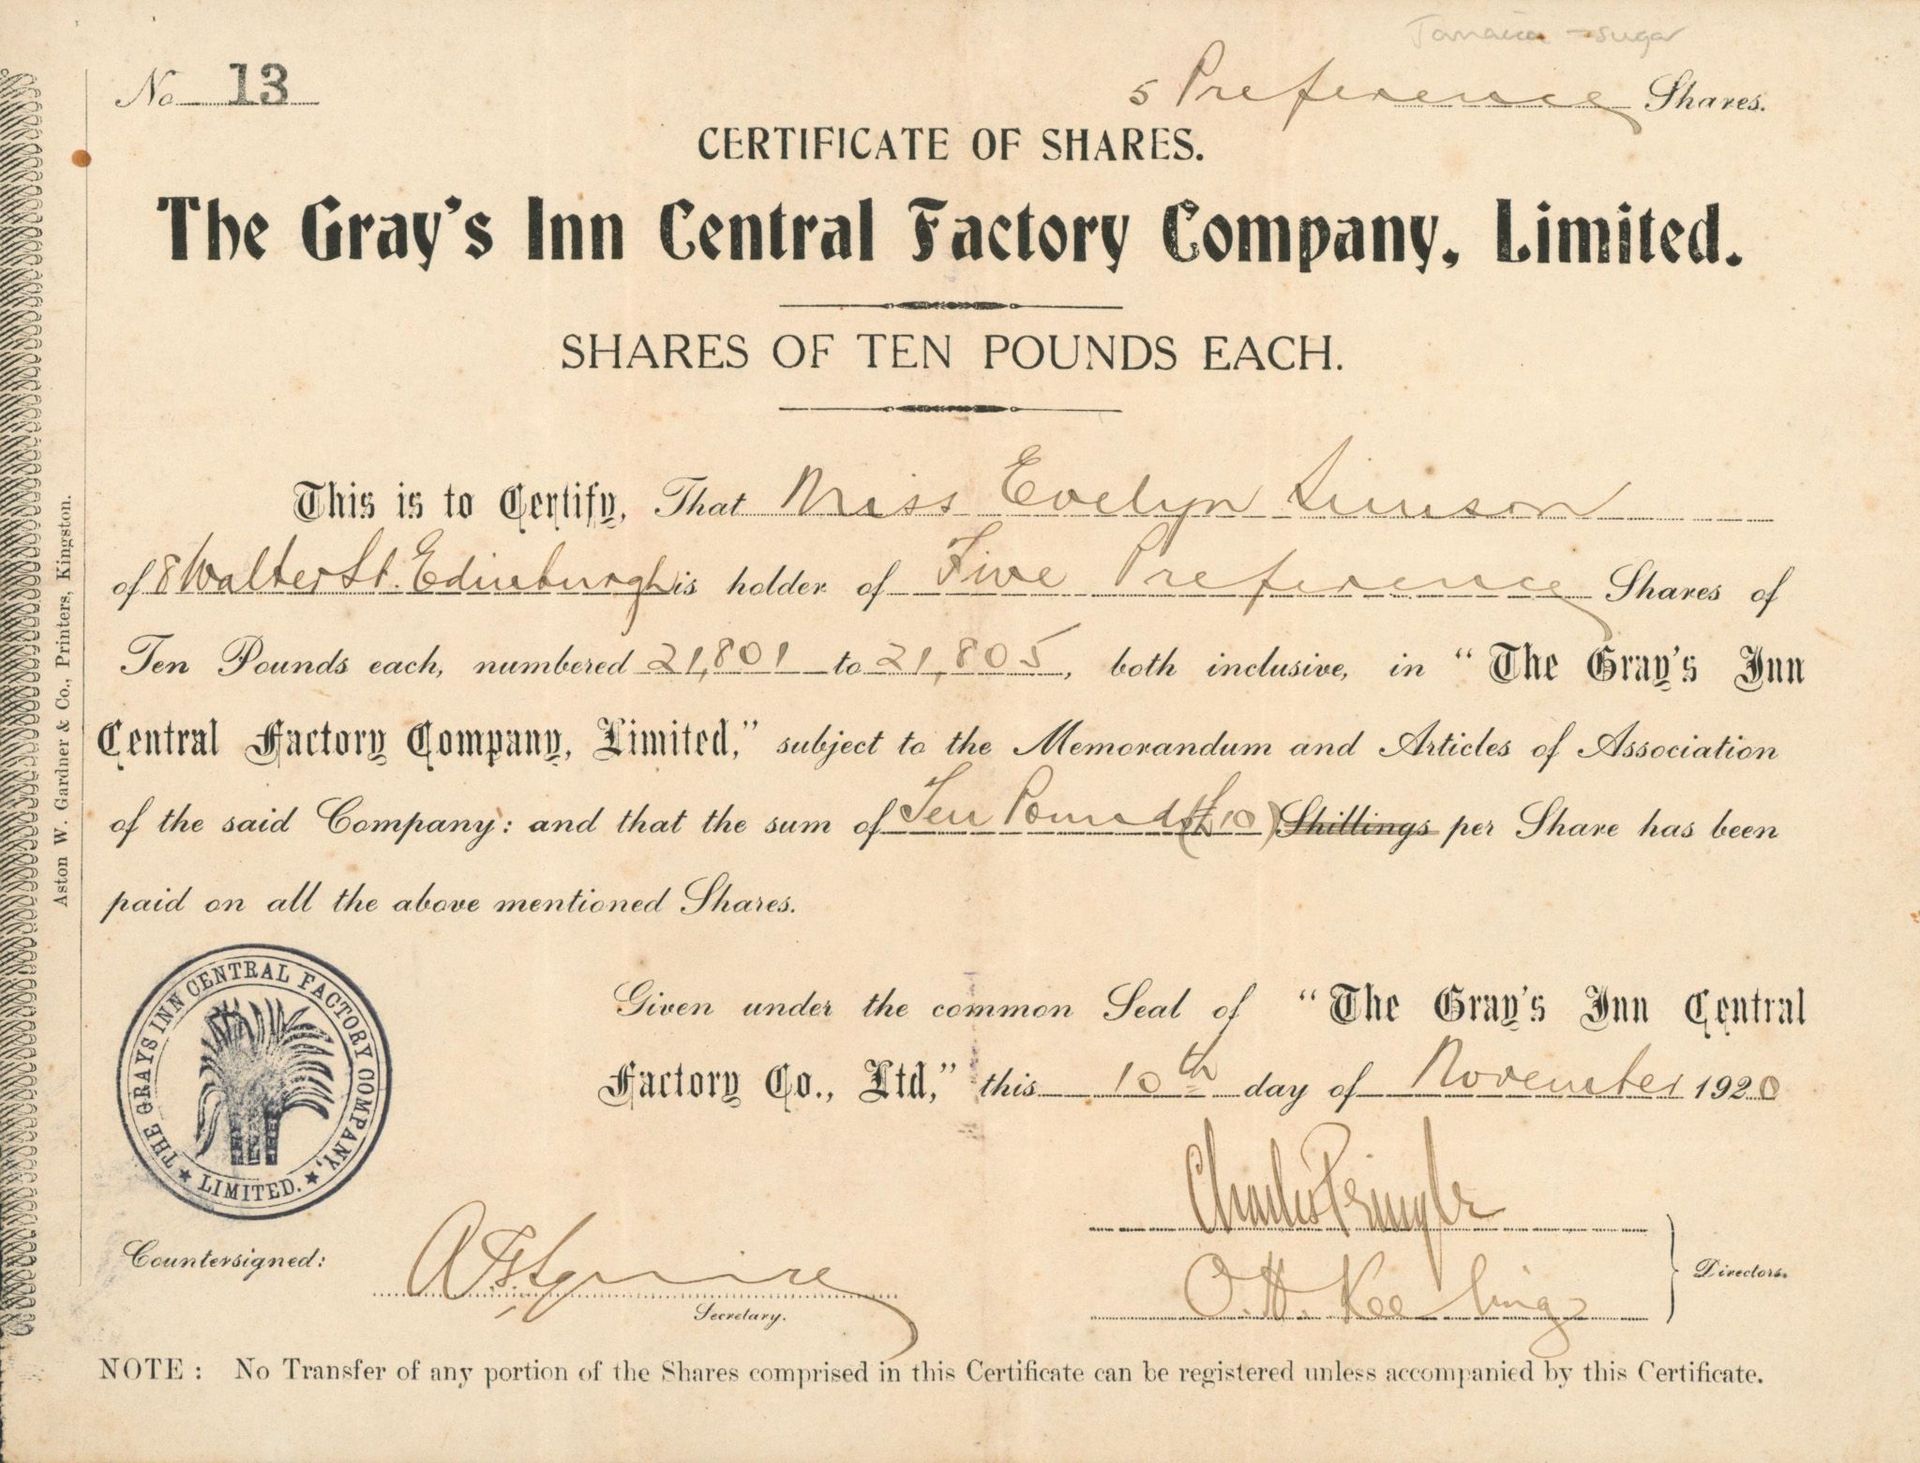 Jamaica - sugar
No 13
5 Preference Shares.
CERTIFICATE OF SHARES.
The Gray's Inn Central Factory Company, Limited.
SHARES OF TEN POUNDS EACH.
This is to Certify, That Miss Evelyn Simson
of 8 Walter St. Edinburgh is holder of Five Preference Shares of
Ten Pounds each, numbered 21,801 to 21,805, both inclusive, in "The Gray's Inn
Central Factory Company, Limited," subject to the Memorandum and Articles of Association
of the said Company: and that the sum of Ten Pounds (£10) Shillings per Share has been
paid on all the above mentioned Shares.
THE GRAYS INN CENTRAL FACTORY COMPANY,
LIMITED.
Given under the common Seal of "The Gray's Inn Central
Factory Co., Ltd," this 10th day of November 1920
Charles Pringle
O. H. Keeling
Directors.
Countersigned:
Secretary.
NOTE : No Transfer of any portion of the Shares comprised in this Certificate can be registered unless accompanied by this Certificate.
Aston W. Gardner & Co., Printers, Kingston.